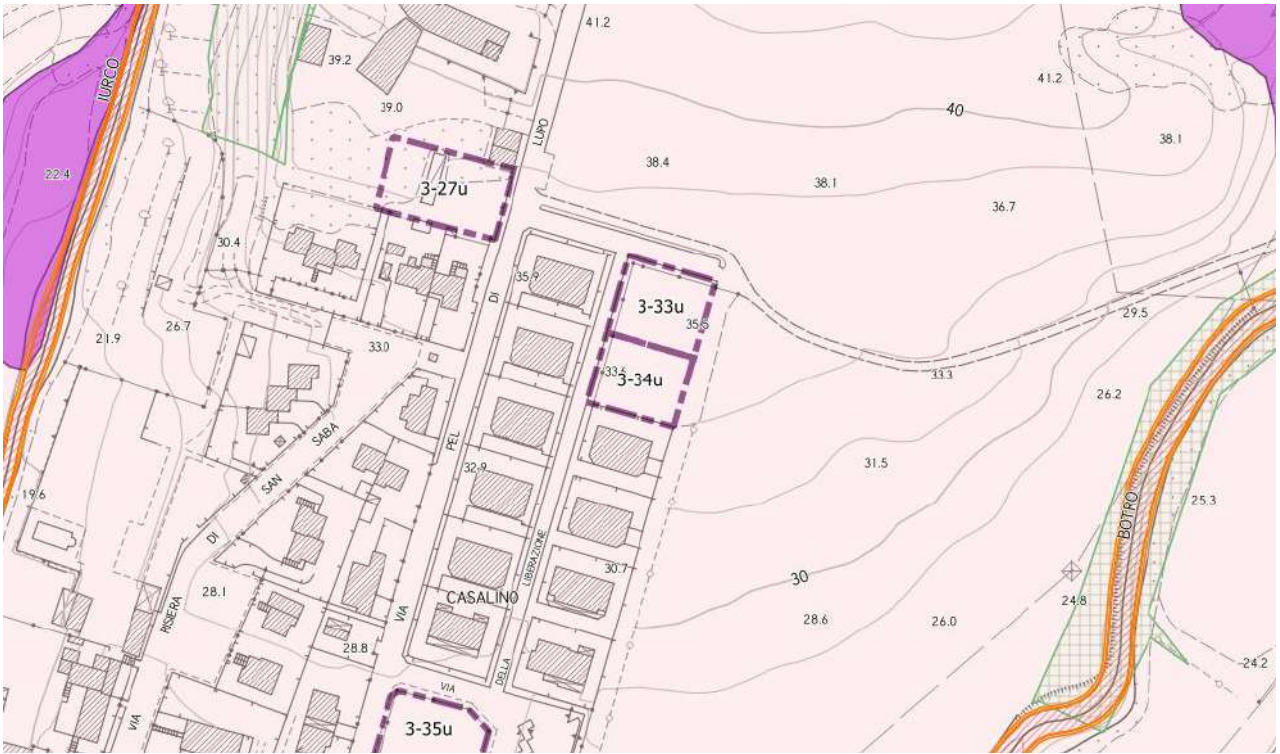 41.2
IURCO
39.2
41.2
39.0
40
LUPO
38.1
38.4
22.4
38.1
3-27u
36.7
30.4
35.9
DI
3-33u
29.5
35.5
26.7
21.9
33.0
33.6
3-34u
33.3
26.2
SABA
PEL
31.5
32.9
SAN
19.6
25.3
BOTRO
DI
LIBERAZIONE
30.7
30
28.1
CASALINO
24.8
RISIERA
VIA
28.6
26.0
28.8
24.2
DELLA
VIA
VIA
3-35u